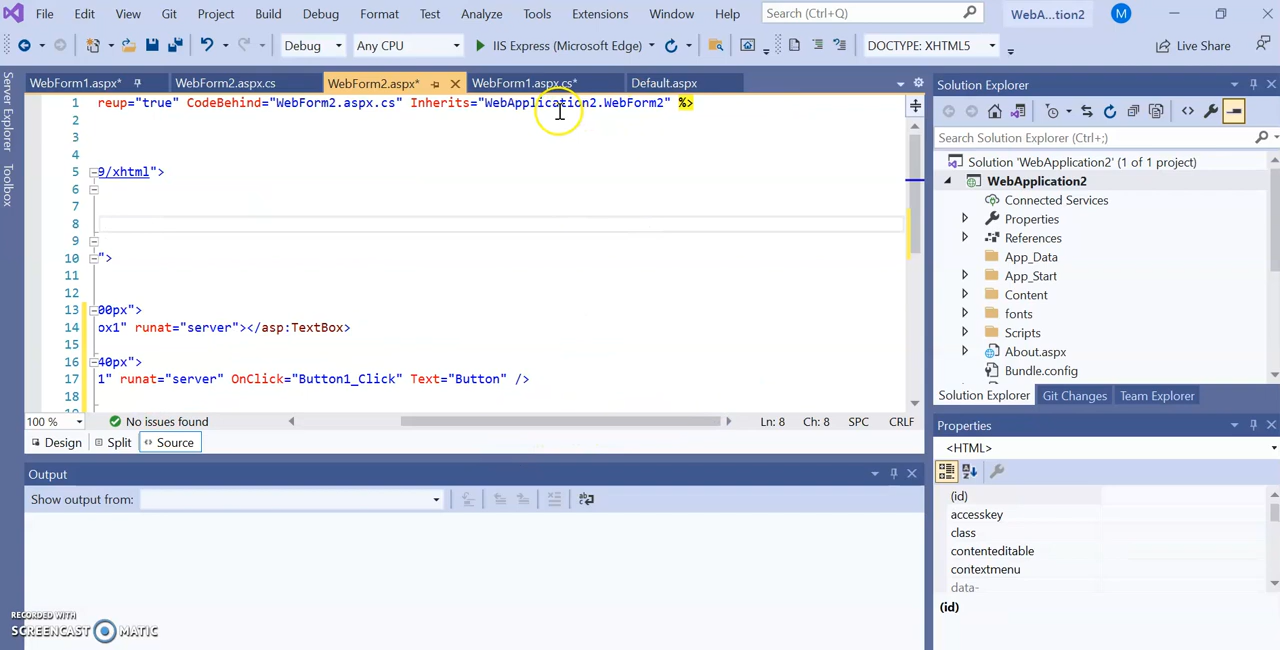 File Edit View Git Project Build Debug Format Test Analyze Tools Extensions Window Help Search (Ctrl+Q) WebA...tion2 M
Debug Any CPU IIS Express (Microsoft Edge) DOCTYPE: XHTML5 Live Share
Server Explorer
Toolbox
WebForm1.aspx* WebForm2.aspx.cs WebForm2.aspx* WebForm1.aspx.cs* Default.aspx
1 reup="true" CodeBehind="WebForm2.aspx.cs" Inherits="WebApplication2.WebForm2" %>
2
3
4
5 9/xhtml">
6
7
8
9
10 ">
11
12
13 00px">
14 ox1" runat="server"></asp:TextBox>
15
16 40px">
17 1" runat="server" OnClick="Button1_Click" Text="Button" />
18
100 % No issues found Ln: 8 Ch: 8 SPC CRLF
Design Split Source
Output
Show output from:
Solution Explorer
Search Solution Explorer (Ctrl+;)
Solution 'WebApplication2' (1 of 1 project)
WebApplication2
Connected Services
Properties
References
App_Data
App_Start
Content
fonts
Scripts
About.aspx
Bundle.config
Solution Explorer Git Changes Team Explorer
Properties
<HTML>
(id)
accesskey
class
contenteditable
contextmenu
data-
(id)
RECORDED WITH
SCREENCAST MATIC